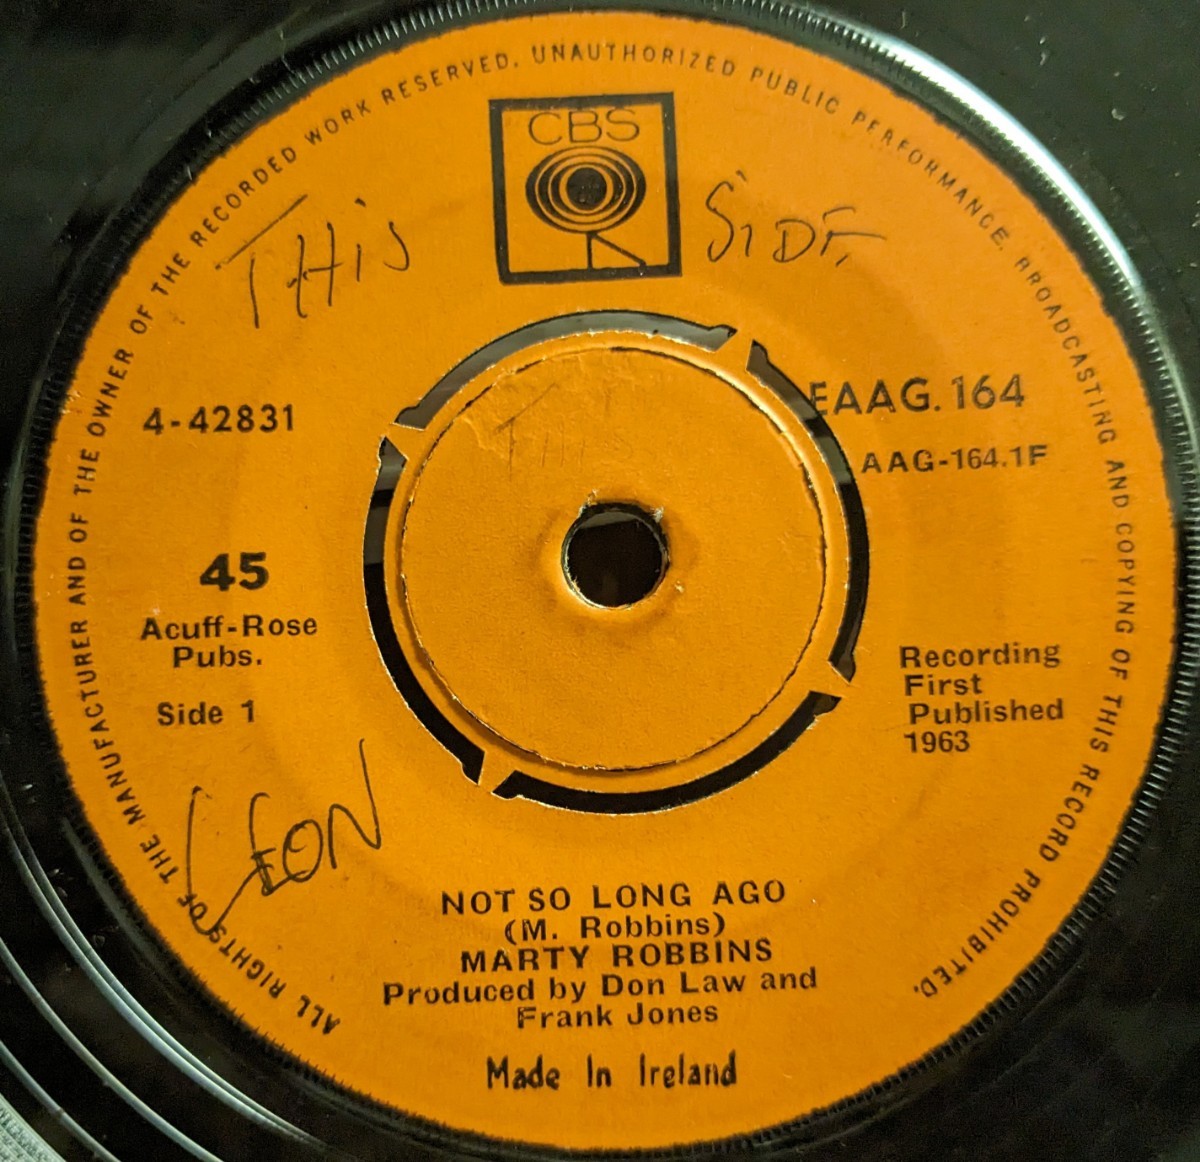 ALL RIGHTS OF THE MANUFACTURER AND OF THE OWNER OF THE RECORDED WORK RESERVED. UNAUTHORIZED PUBLIC PERFORMANCE, BROADCASTING AND COPYING OF THIS RECORD PROHIBITED.
CBS
THiS SiDE
4-42831
EAAG. 164
AAG-164.1F
THiS
45
Acuff-Rose
Pubs.
Side 1
Recording
First
Published
1963
LEON
NOT SO LONG AGO
(M. Robbins)
MARTY ROBBINS
Produced by Don Law and
Frank Jones
Made In Ireland